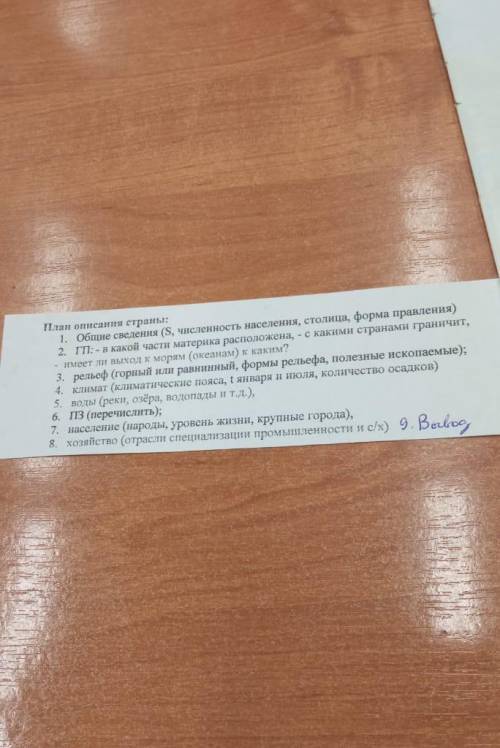 План описания страны:
1. Общие сведения (S, численность населения, столица, форма правления)
2. ГП: - в какой части материка расположена, - с какими странами граничит,
- имеет ли выход к морям (океанам) к каким?
3. рельеф (горный или равнинный, формы рельефа, полезные ископаемые);
4. климат (климатические пояса, t января и июля, количество осадков)
5. воды (реки, озёра, водопады и т.д.),
6. ПЗ (перечислить);
7. население (народы, уровень жизни, крупные города),
8. хозяйство (отрасли специализации промышленности и с/х) 9. Вывод